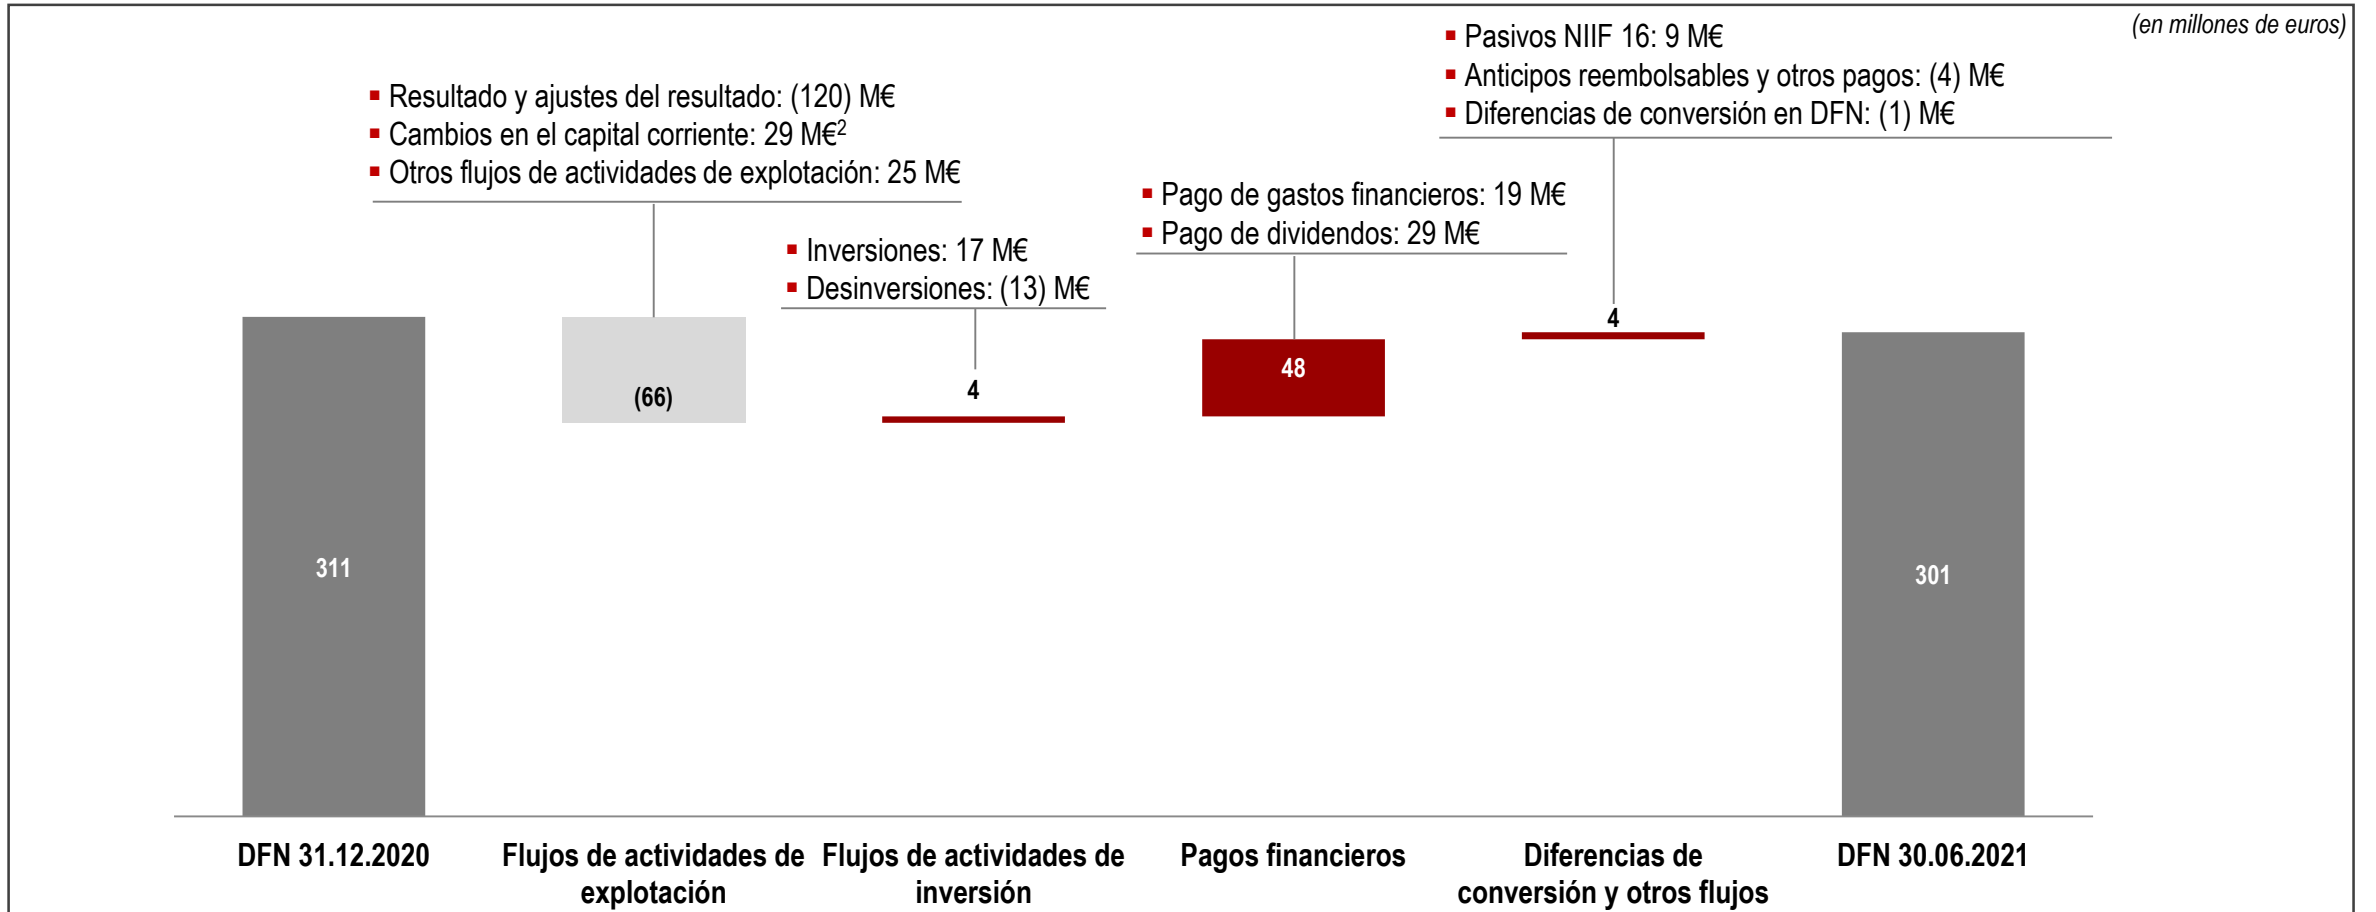 (en millones de euros)
▪ Resultado y ajustes del resultado: (120) M€
▪ Cambios en el capital corriente: 29 M€²
▪ Otros flujos de actividades de explotación: 25 M€
▪ Inversiones: 17 M€
▪ Desinversiones: (13) M€
▪ Pago de gastos financieros: 19 M€
▪ Pago de dividendos: 29 M€
▪ Pasivos NIIF 16: 9 M€
▪ Anticipos reembolsables y otros pagos: (4) M€
▪ Diferencias de conversión en DFN: (1) M€
311
(66)
4
48
4
301
DFN 31.12.2020
Flujos de actividades de
explotación
Flujos de actividades de
inversión
Pagos financieros
Diferencias de
conversión y otros flujos
DFN 30.06.2021